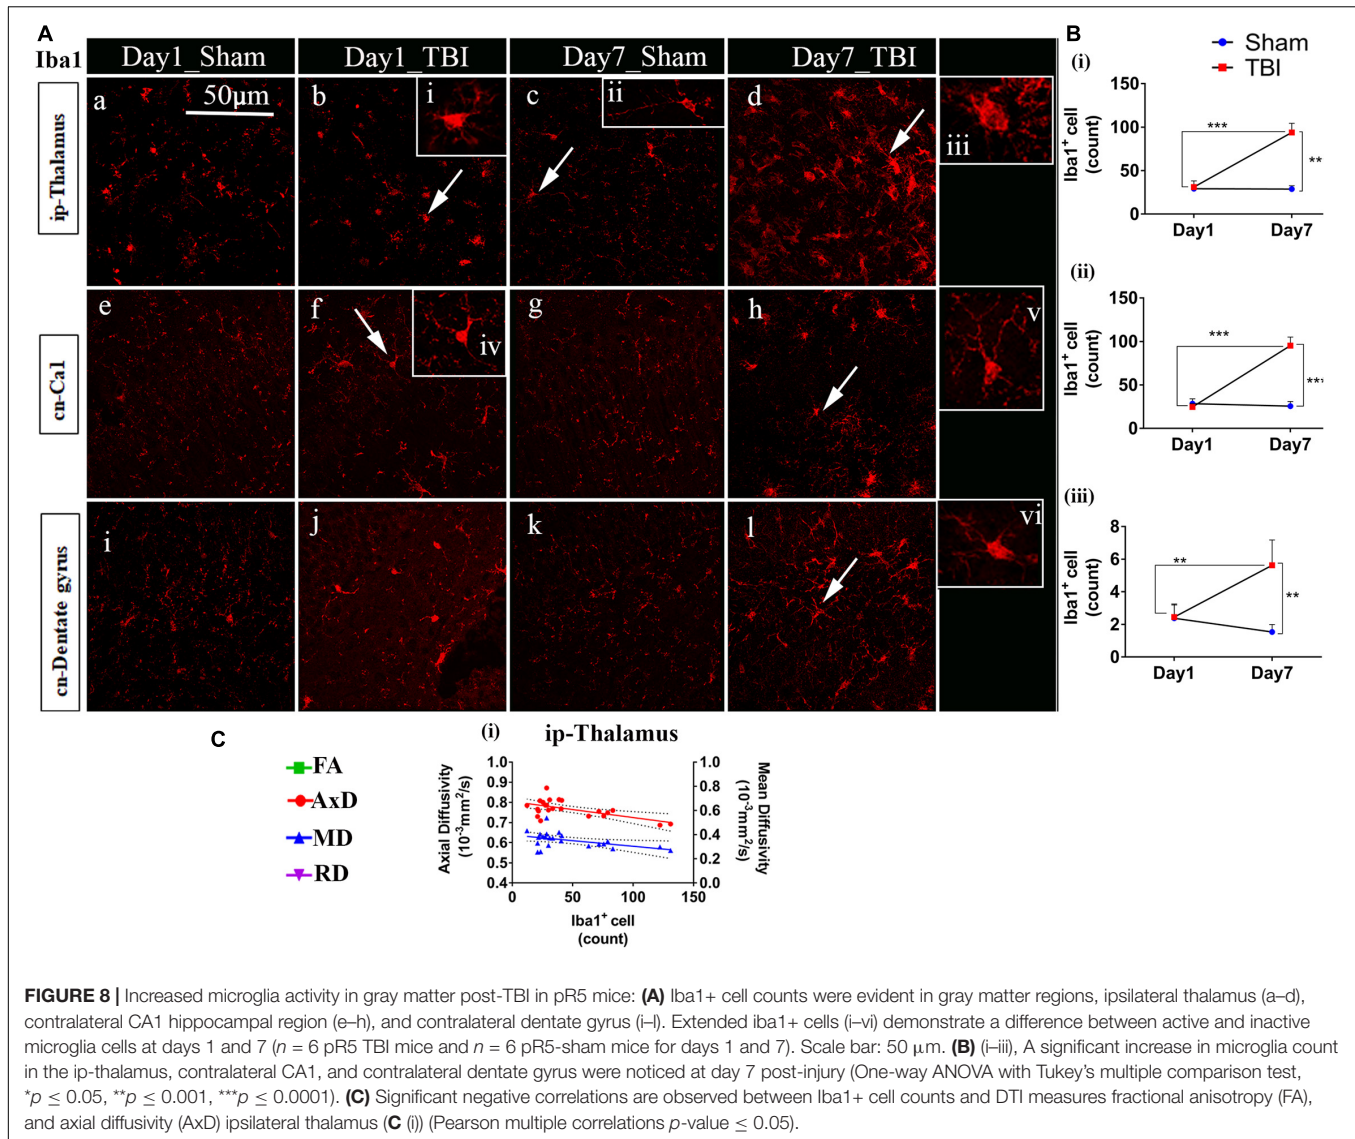 A
Iba1
Day1_Sham
Day1_TBI
Day7_Sham
Day7_TBI
ip-Thalamus
a
50μm
b
i
c
ii
d
iii
cn-Ca1
e
f
iv
g
h
v
cn-Dentate gyrus
i
j
k
l
vi
B
Sham
TBI
(i)
150
100
50
0
Iba1+ cell
(count)
***
**
Day1
Day7
(ii)
150
100
50
0
Iba1+ cell
(count)
***
***
Day1
Day7
(iii)
8
6
4
2
0
Iba1+ cell
(count)
**
**
Day1
Day7
C
FA
AxD
MD
RD
(i)
ip-Thalamus
Axial Diffusivity
(10⁻³mm²/s)
1.0
0.9
0.8
0.7
0.6
0.5
0.4
1.0
0.8
0.6
0.4
0.2
0.0
Mean Diffusivity
(10⁻³mm²/s)
0 50 100 150
Iba1+ cell
(count)
FIGURE 8 | Increased microglia activity in gray matter post-TBI in pR5 mice: (A) Iba1+ cell counts were evident in gray matter regions, ipsilateral thalamus (a–d),
contralateral CA1 hippocampal region (e–h), and contralateral dentate gyrus (i–l). Extended iba1+ cells (i–vi) demonstrate a difference between active and inactive
microglia cells at days 1 and 7 (n = 6 pR5 TBI mice and n = 6 pR5-sham mice for days 1 and 7). Scale bar: 50 μm. (B) (i–iii), A significant increase in microglia count
in the ip-thalamus, contralateral CA1, and contralateral dentate gyrus were noticed at day 7 post-injury (One-way ANOVA with Tukey's multiple comparison test,
*p ≤ 0.05, **p ≤ 0.001, ***p ≤ 0.0001). (C) Significant negative correlations are observed between Iba1+ cell counts and DTI measures fractional anisotropy (FA),
and axial diffusivity (AxD) ipsilateral thalamus (C (i)) (Pearson multiple correlations p-value ≤ 0.05).